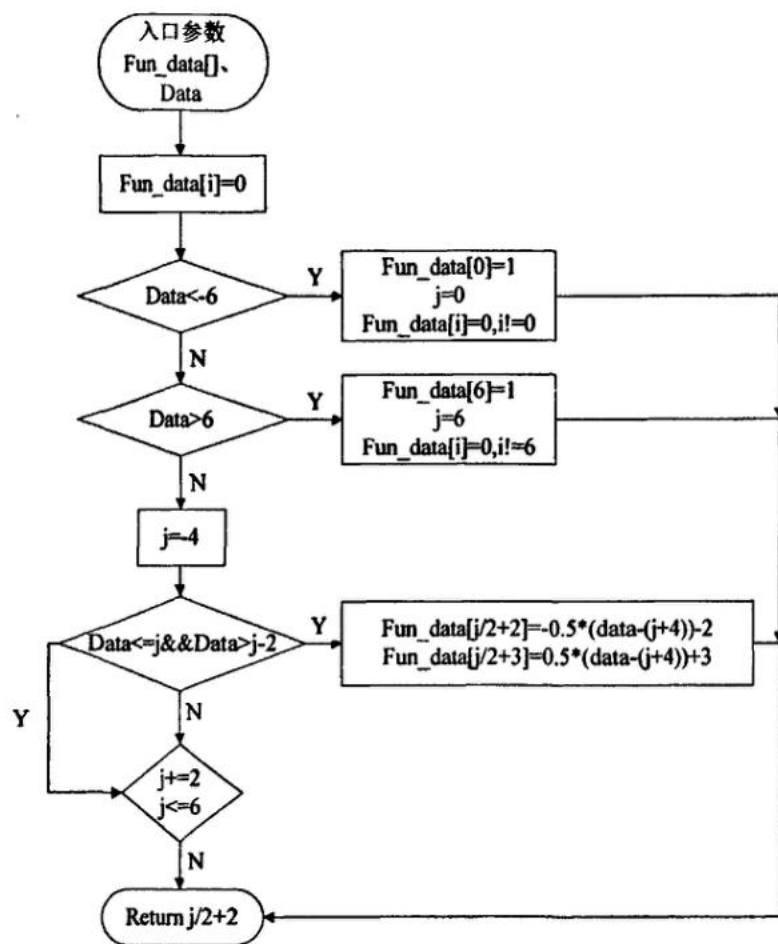 入口参数
Fun_data[]、
Data
Fun_data[i]=0
Data<-6
Y
Fun_data[0]=1
j=0
Fun_data[i]=0,i!=0
N
Data>6
Y
Fun_data[6]=1
j=6
Fun_data[i]=0,i!=6
N
j=-4
Data<=j&&Data>j-2
Y
Fun_data[j/2+2]=-0.5*(data-(j+4))-2
Fun_data[j/2+3]=0.5*(data-(j+4))+3
Y
N
j+=2
j<=6
N
Return j/2+2